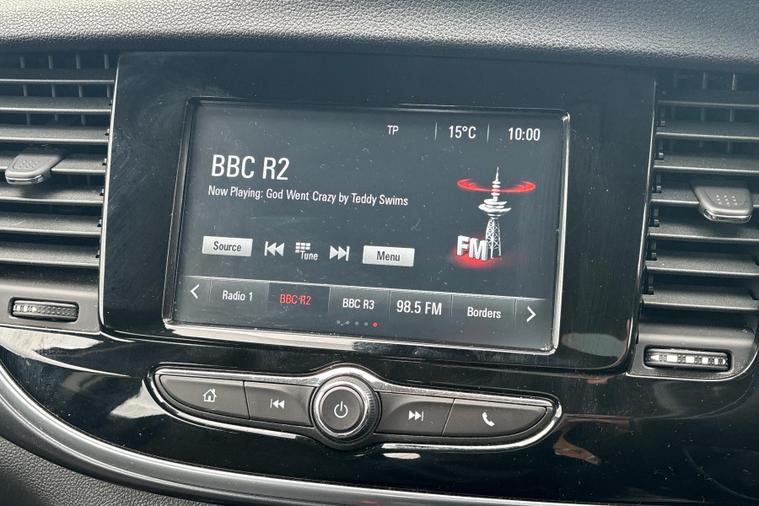 TP 15°C 10:00
BBC R2
Now Playing: God Went Crazy by Teddy Swims
FM
Source Tune Menu
Radio 1 BBC R2 BBC R3 98.5 FM Borders